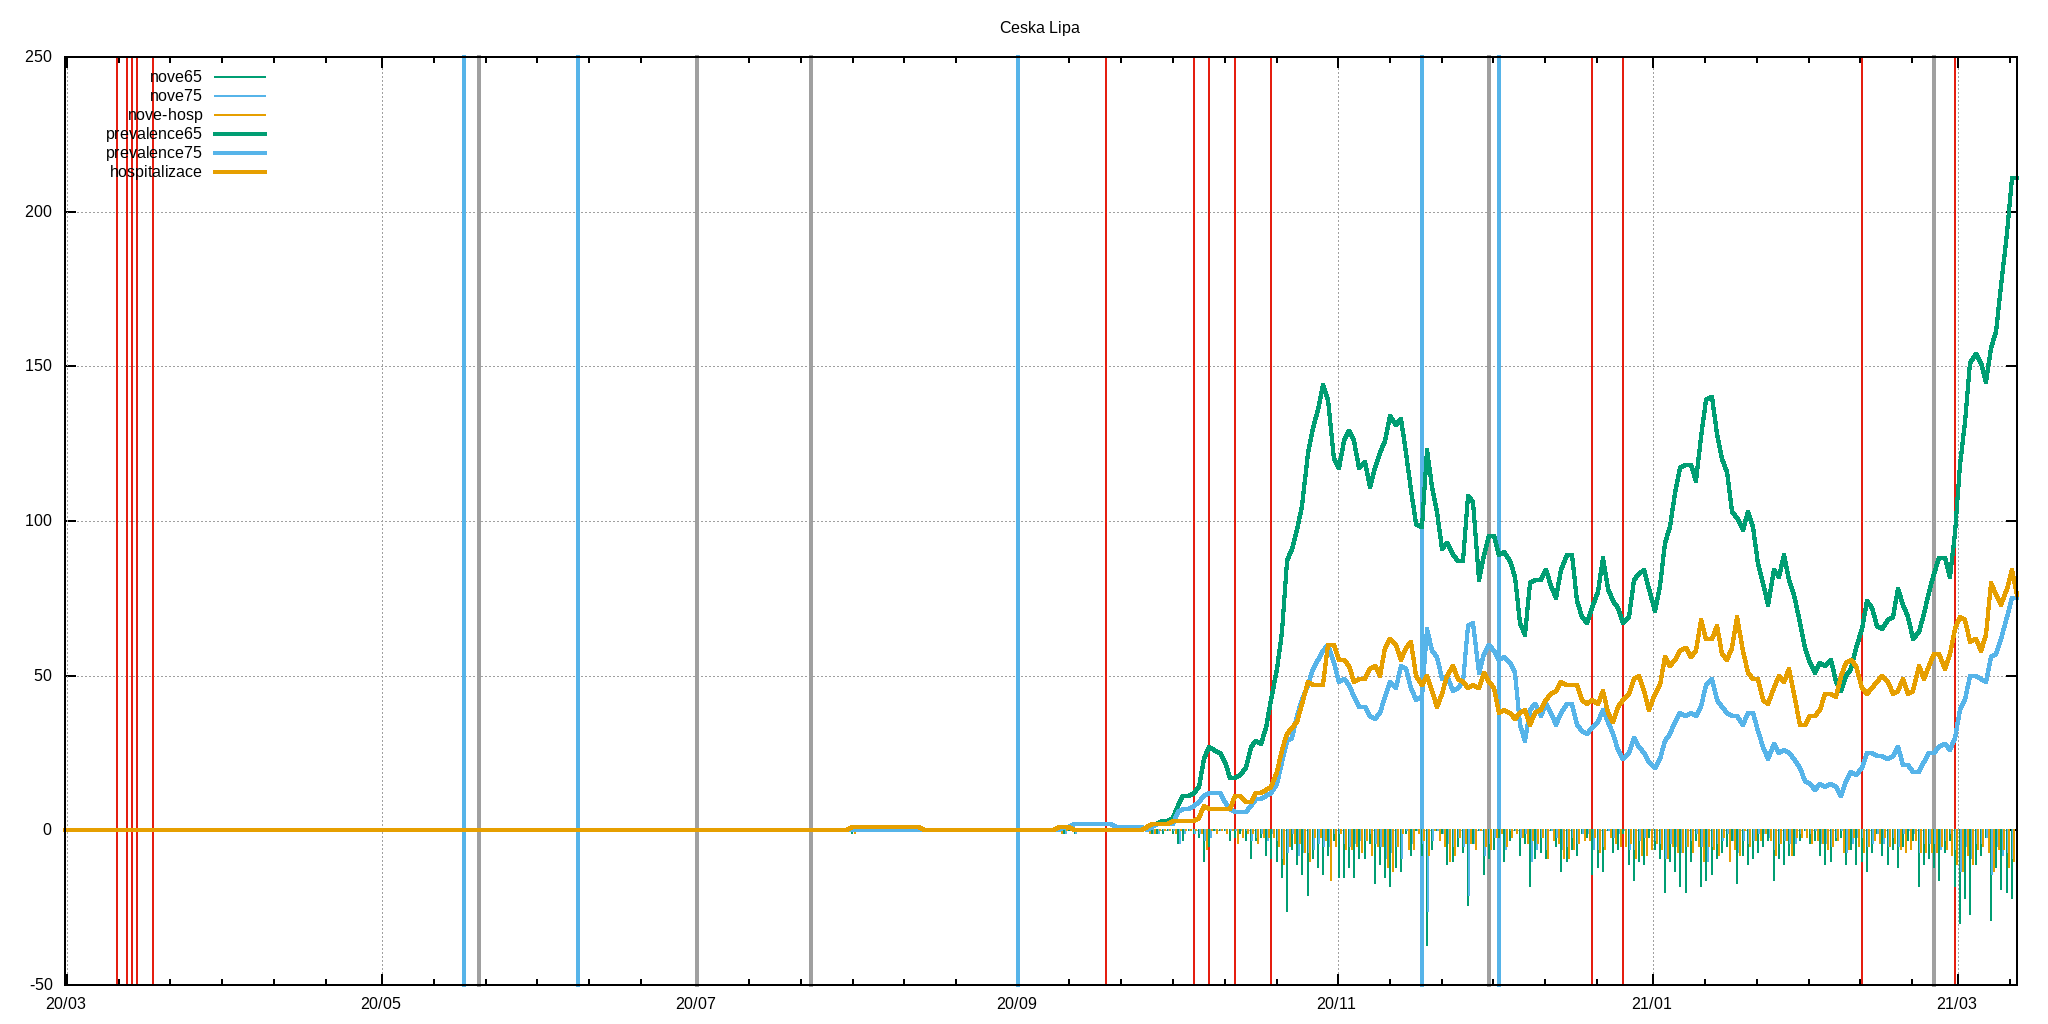 Ceska Lipa
250
200
150
100
50
0
-50
nove65
nove75
nove-hosp
prevalence65
prevalence75
hospitalizace
20/03 20/05 20/07 20/09 20/11 21/01 21/03